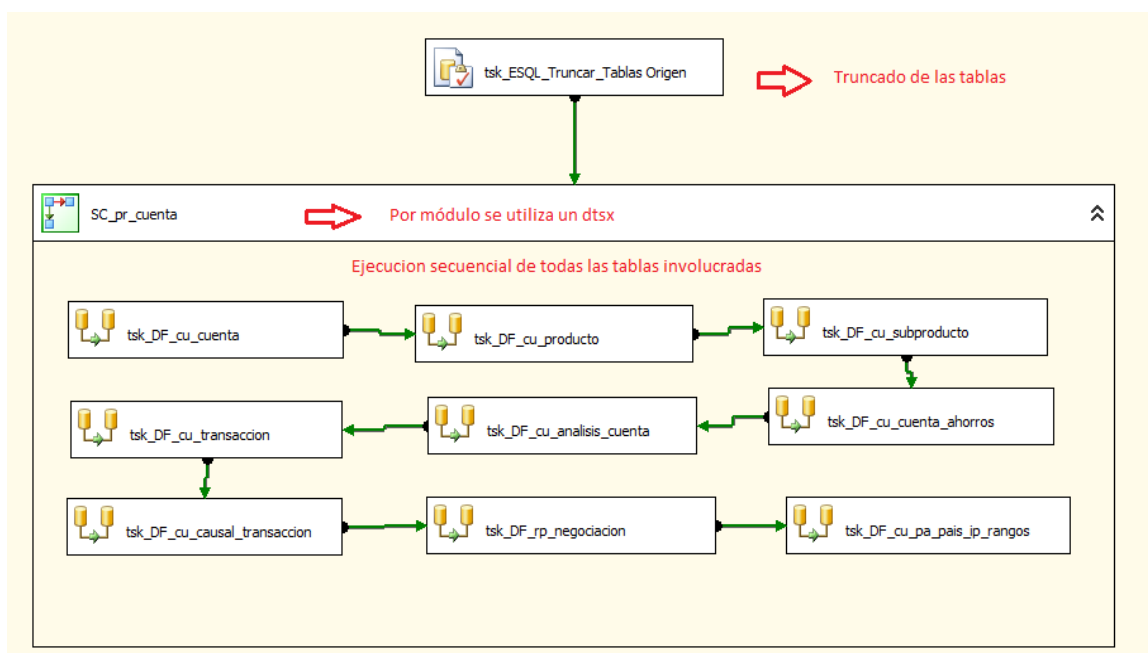 tsk_ESQL_Truncar_Tablas Origen
Truncado de las tablas
SC_pr_cuenta
Por módulo se utiliza un dtsx
Ejecucion secuencial de todas las tablas involucradas
tsk_DF_cu_cuenta
tsk_DF_cu_producto
tsk_DF_cu_subproducto
tsk_DF_cu_transaccion
tsk_DF_cu_analisis_cuenta
tsk_DF_cu_cuenta_ahorros
tsk_DF_cu_causal_transaccion
tsk_DF_rp_negociacion
tsk_DF_cu_pa_pais_ip_rangos